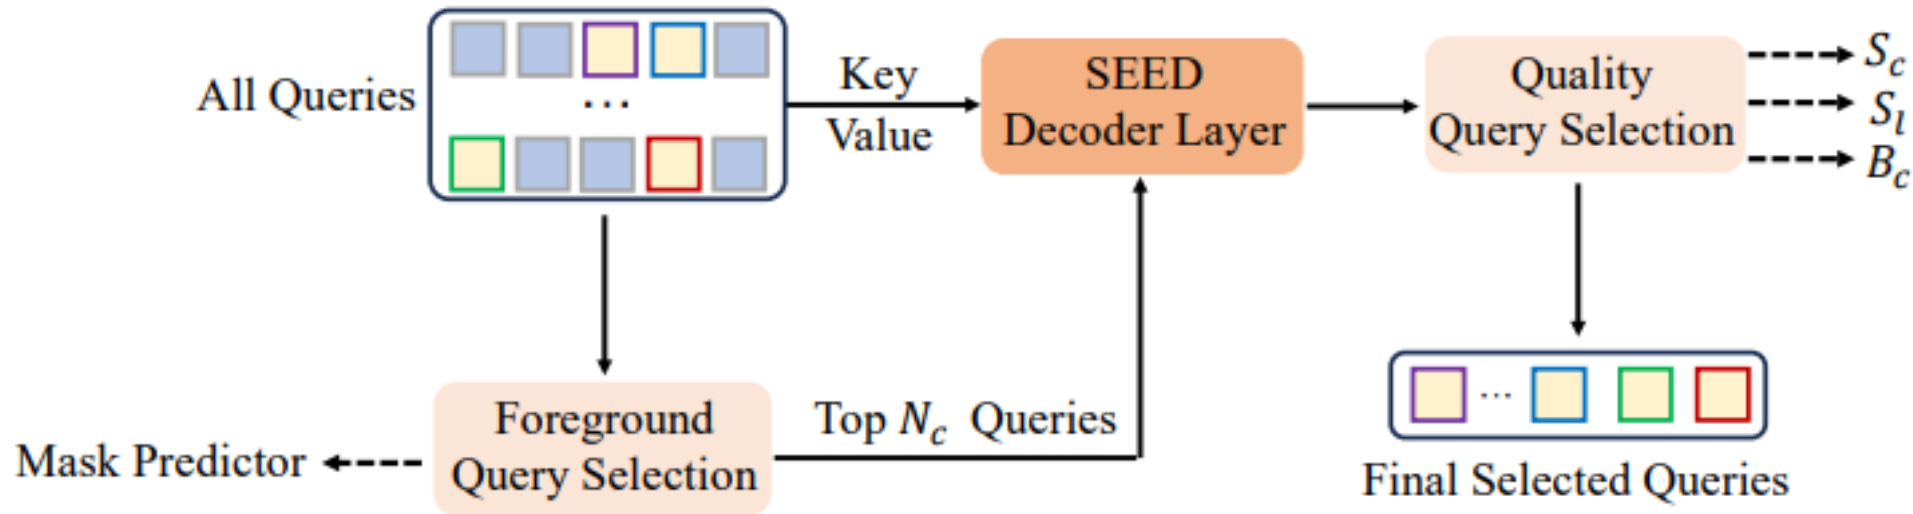 All Queries
...
Key
Value
SEED
Decoder Layer
Quality
Query Selection
S_c
S_l
B_c
Foreground
Query Selection
Mask Predictor
Top N_c Queries
...
Final Selected Queries